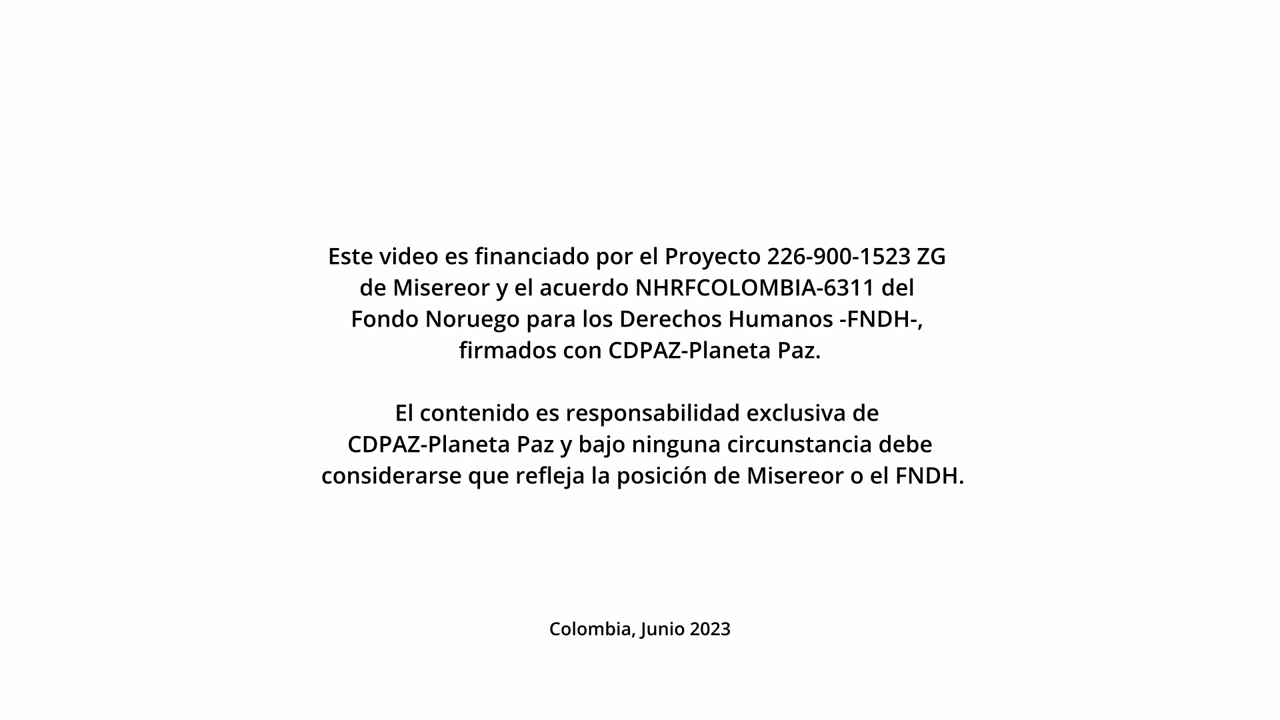 Este video es financiado por el Proyecto 226-900-1523 ZG
de Misereor y el acuerdo NHRFCOLOMBIA-6311 del
Fondo Noruego para los Derechos Humanos -FNDH-,
firmados con CDPAZ-Planeta Paz.
El contenido es responsabilidad exclusiva de
CDPAZ-Planeta Paz y bajo ninguna circunstancia debe
considerarse que refleja la posición de Misereor o el FNDH.
Colombia, Junio 2023